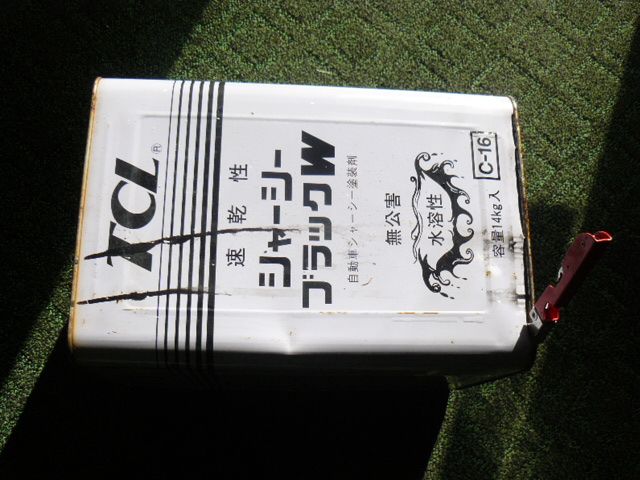 TCL®
速乾性
シャーシー
ブラックW
自動車シャーシー塗装剤
無公害
水溶性
C-16
容量14kg入